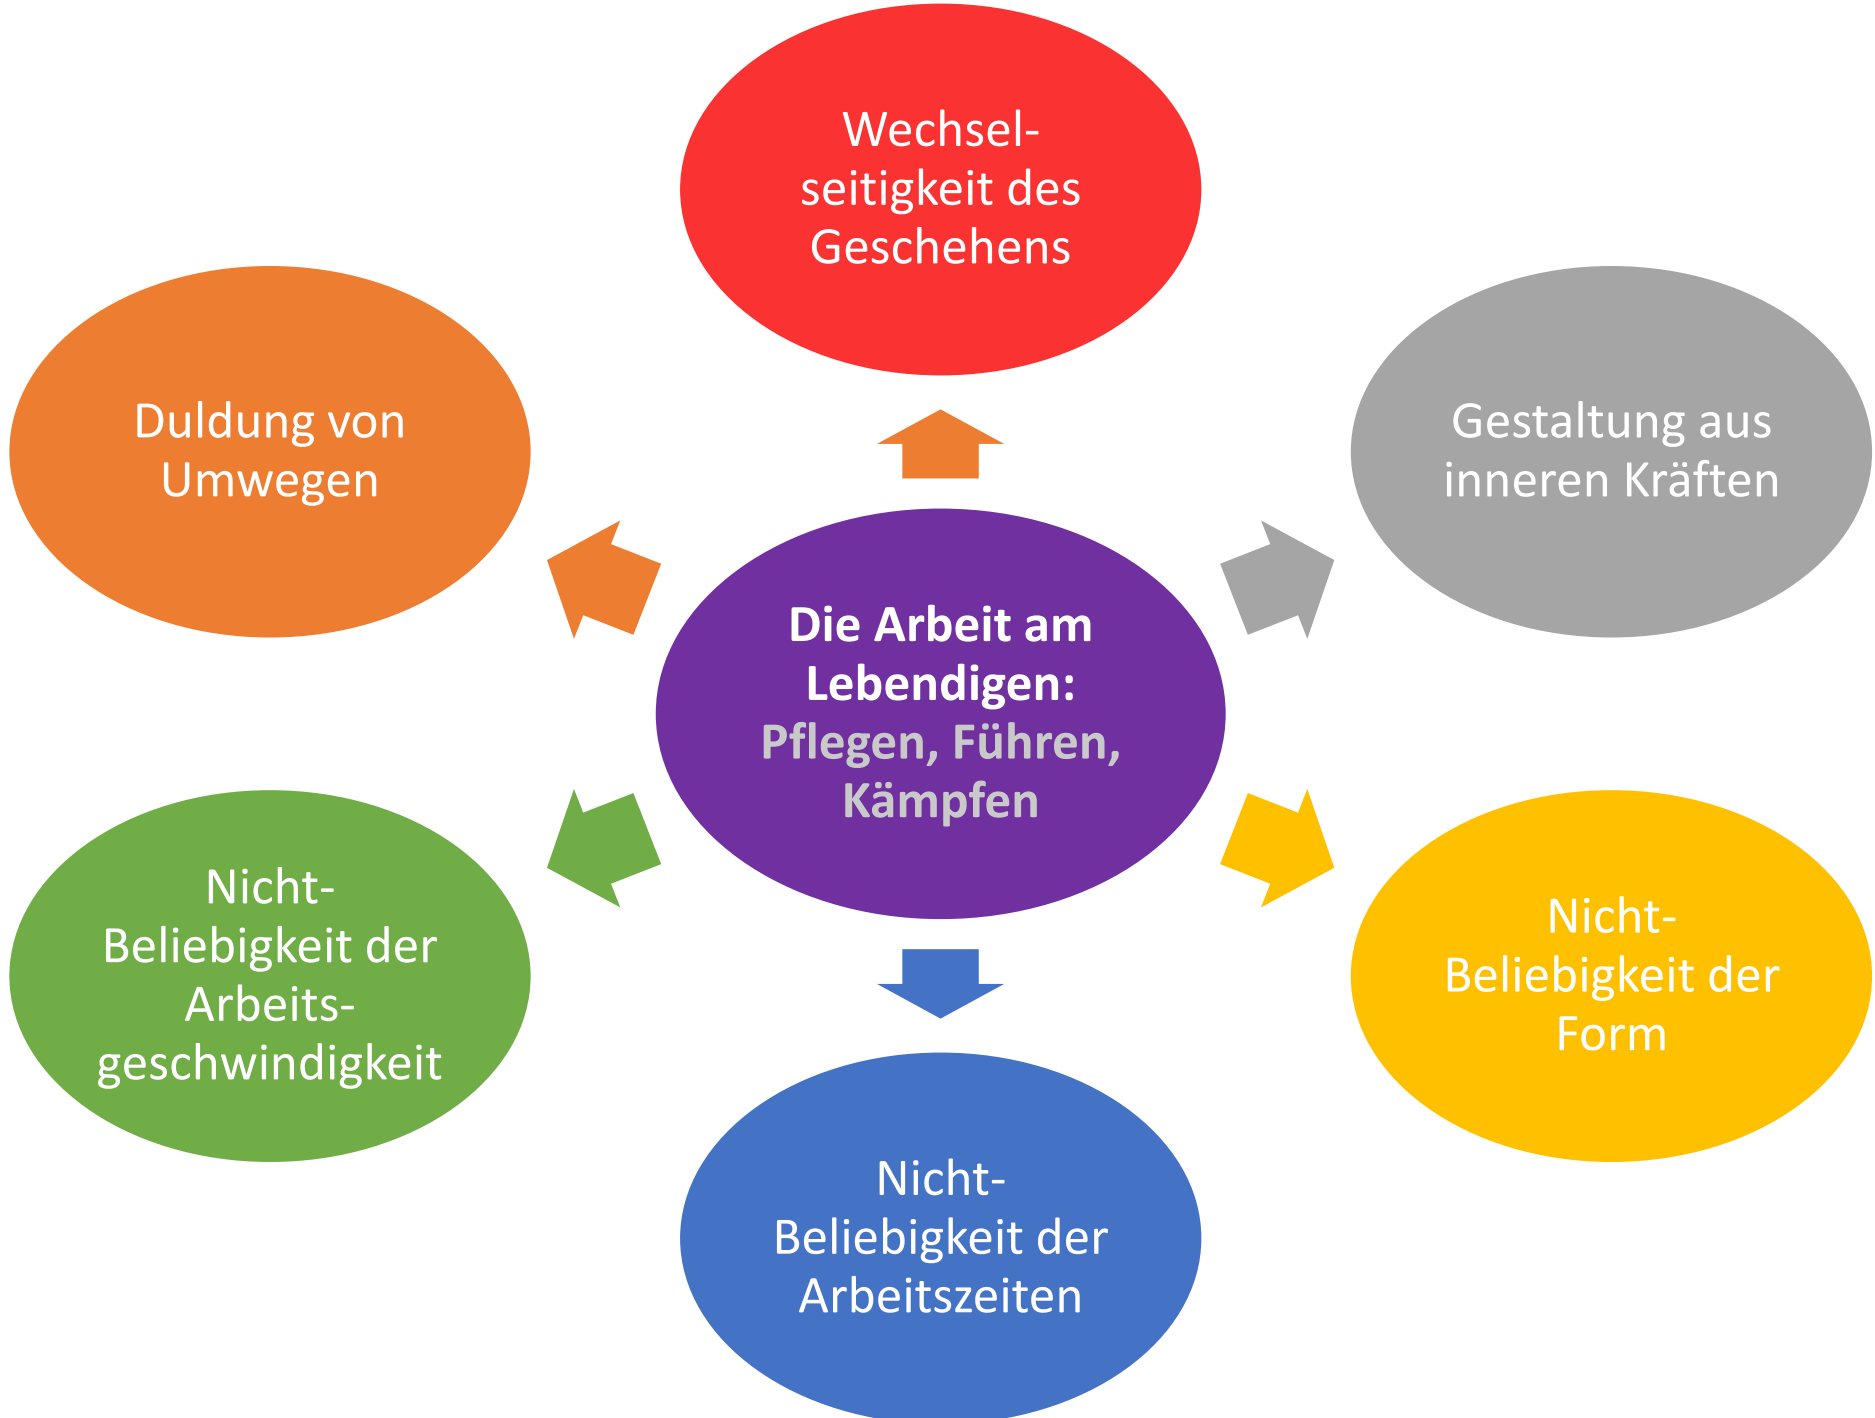 Wechsel-
seitigkeit des
Geschehens
Duldung von
Umwegen
Gestaltung aus
inneren Kräften
Die Arbeit am
Lebendigen:
Pflegen, Führen,
Kämpfen
Nicht-
Beliebigkeit der
Arbeits-
geschwindigkeit
Nicht-
Beliebigkeit der
Form
Nicht-
Beliebigkeit der
Arbeitszeiten